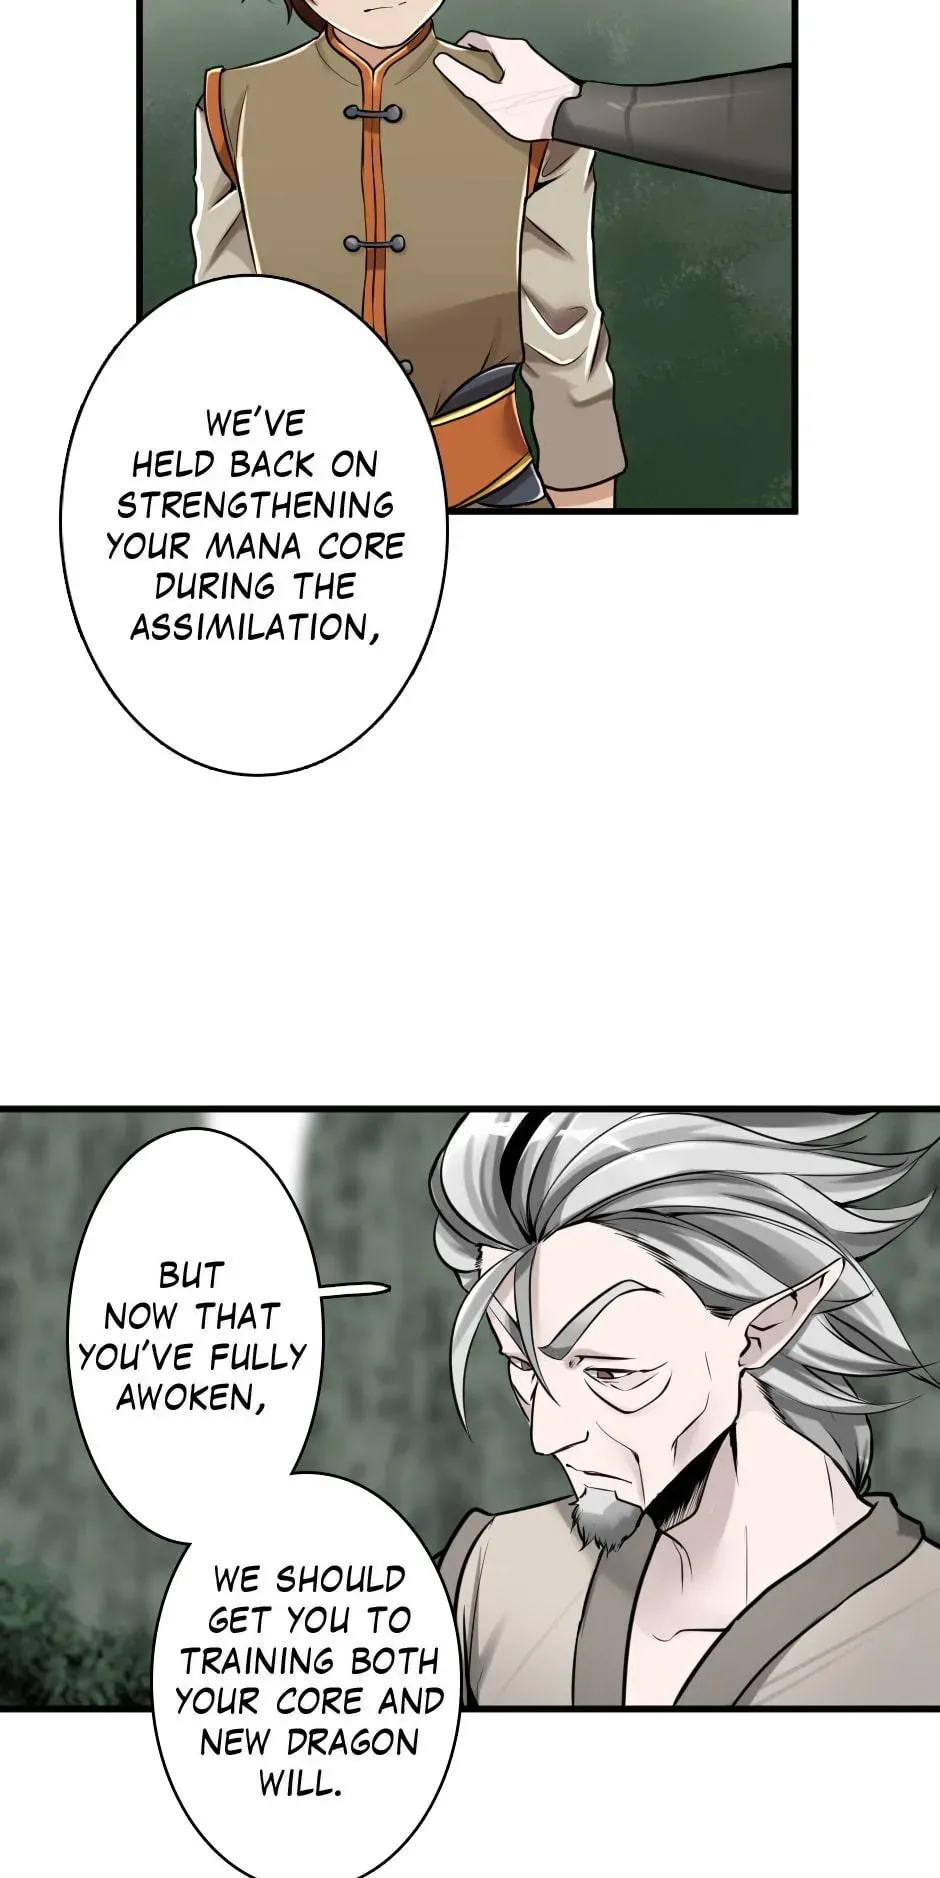 WE'VE
HELD BACK ON
STRENGTHENING
YOUR MANA CORE
DURING THE
ASSIMILATION,
BUT
NOW THAT
YOU'VE FULLY
AWOKEN,
WE SHOULD
GET YOU TO
TRAINING BOTH
YOUR CORE AND
NEW DRAGON
WILL.